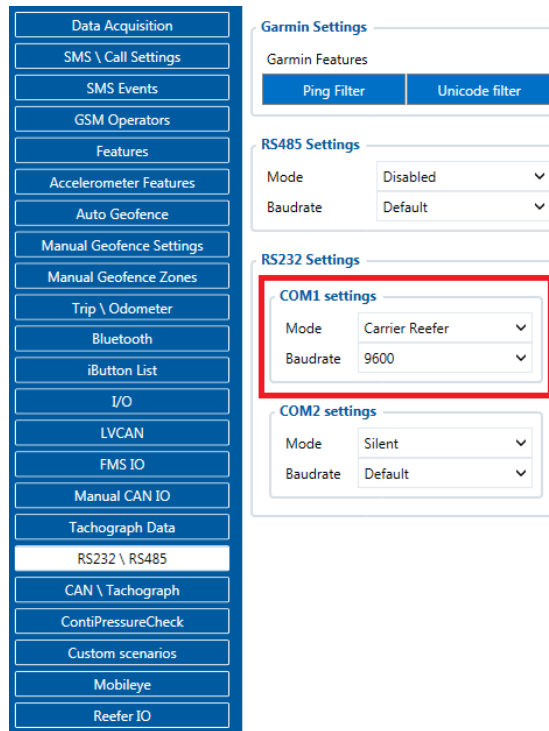 Data Acquisition
SMS \ Call Settings
SMS Events
GSM Operators
Features
Accelerometer Features
Auto Geofence
Manual Geofence Settings
Manual Geofence Zones
Trip \ Odometer
Bluetooth
iButton List
I/O
LVCAN
FMS IO
Manual CAN IO
Tachograph Data
RS232 \ RS485
CAN \ Tachograph
ContiPressureCheck
Custom scenarios
Mobileye
Reefer IO
Garmin Settings
Garmin Features
Ping Filter Unicode filter
RS485 Settings
Mode Disabled
Baudrate Default
RS232 Settings
COM1 settings
Mode Carrier Reefer
Baudrate 9600
COM2 settings
Mode Silent
Baudrate Default